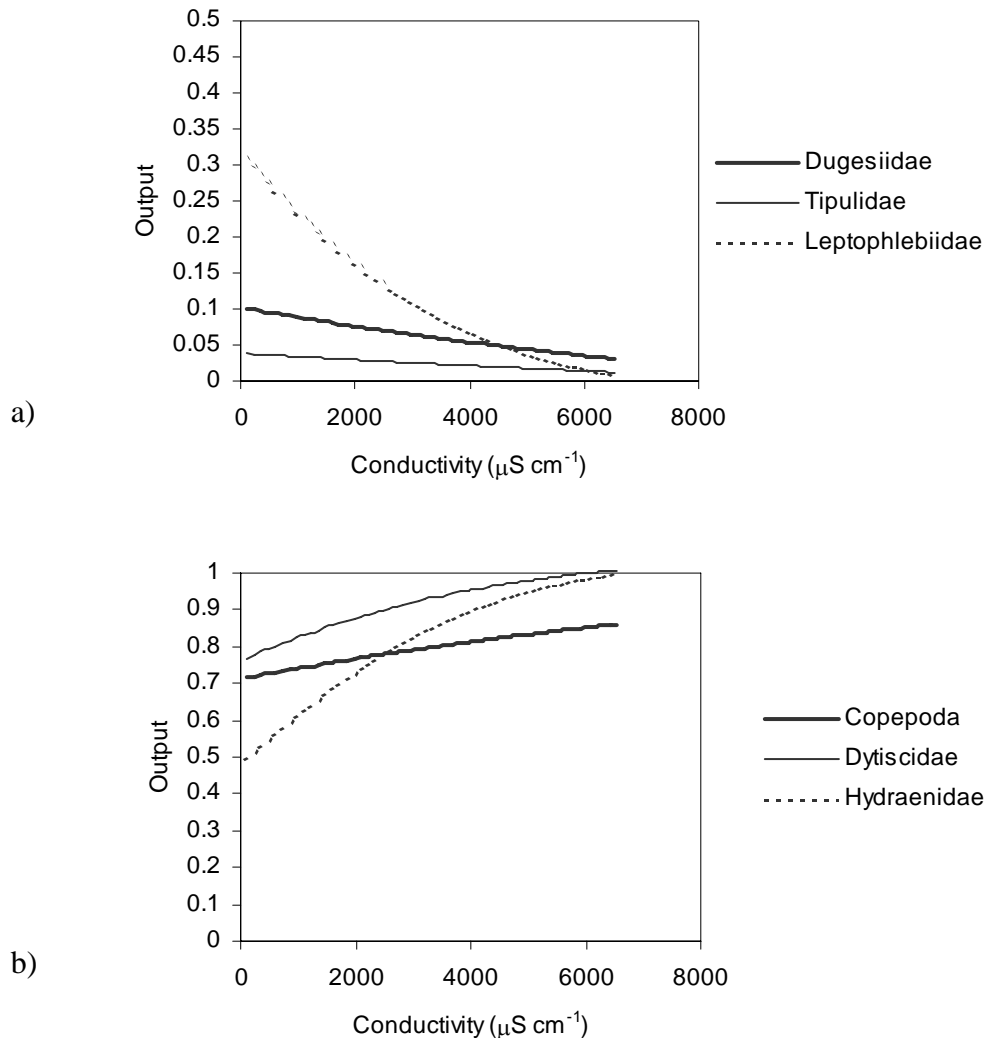 0.5
0.45
0.4
0.35
0.3
0.25
0.2
0.15
0.1
0.05
0
Output
0 2000 4000 6000 8000
Conductivity (μS cm⁻¹)
Dugesiidae
Tipulidae
Leptophlebiidae
a)
1
0.9
0.8
0.7
0.6
0.5
0.4
0.3
0.2
0.1
0
Output
0 2000 4000 6000 8000
Conductivity (μS cm⁻¹)
Copepoda
Dytiscidae
Hydraenidae
b)